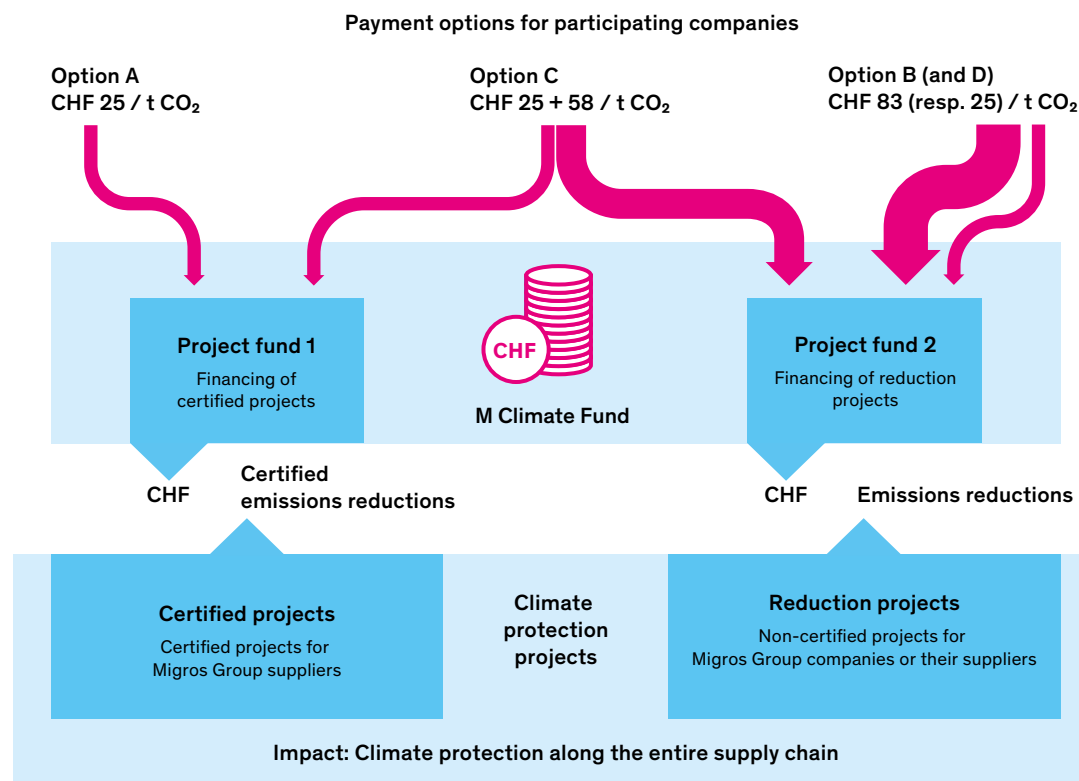 Payment options for participating companies
Option A
CHF 25 / t CO₂
Option C
CHF 25 + 58 / t CO₂
Option B (and D)
CHF 83 (resp. 25) / t CO₂
Project fund 1
Financing of
certified projects
CHF
M Climate Fund
Project fund 2
Financing of reduction
projects
CHF
Certified
emissions reductions
CHF
Emissions reductions
Certified projects
Certified projects for
Migros Group suppliers
Climate
protection
projects
Reduction projects
Non-certified projects for
Migros Group companies or their suppliers
Impact: Climate protection along the entire supply chain